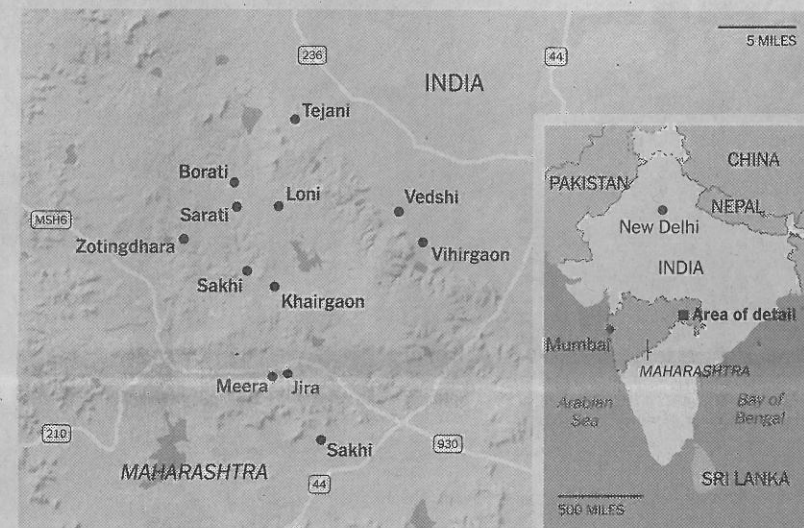 5 MILES
236
44
INDIA
Tejani
Borati
Sarati
Loni
Vedshi
MSH6
Zotingdhara
Vihirgaon
Sakhi
Khairgaon
Meera
Jira
210
930
Sakhi
MAHARASHTRA
44
CHINA
PAKISTAN
NEPAL
New Delhi
INDIA
Area of detail
Mumbai
MAHARASHTRA
Arabian
Sea
Bay of
Bengal
SRI LANKA
500 MILES